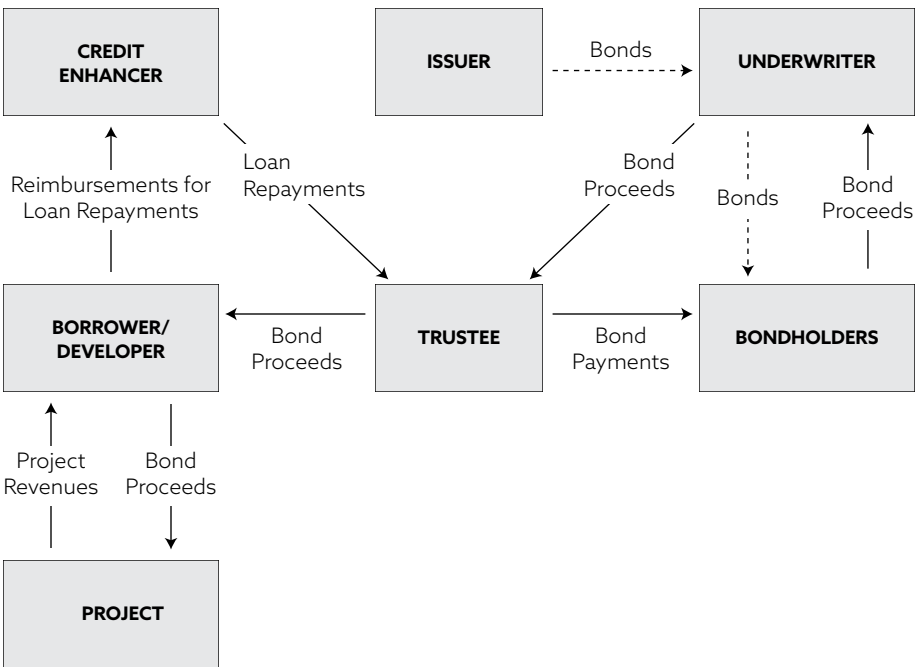 CREDIT
ENHANCER
ISSUER
Bonds
UNDERWRITER
Reimbursements for
Loan Repayments
Loan
Repayments
Bond
Proceeds
Bonds
Bond
Proceeds
BORROWER/
DEVELOPER
Bond
Proceeds
TRUSTEE
Bond
Payments
BONDHOLDERS
Project
Revenues
Bond
Proceeds
PROJECT